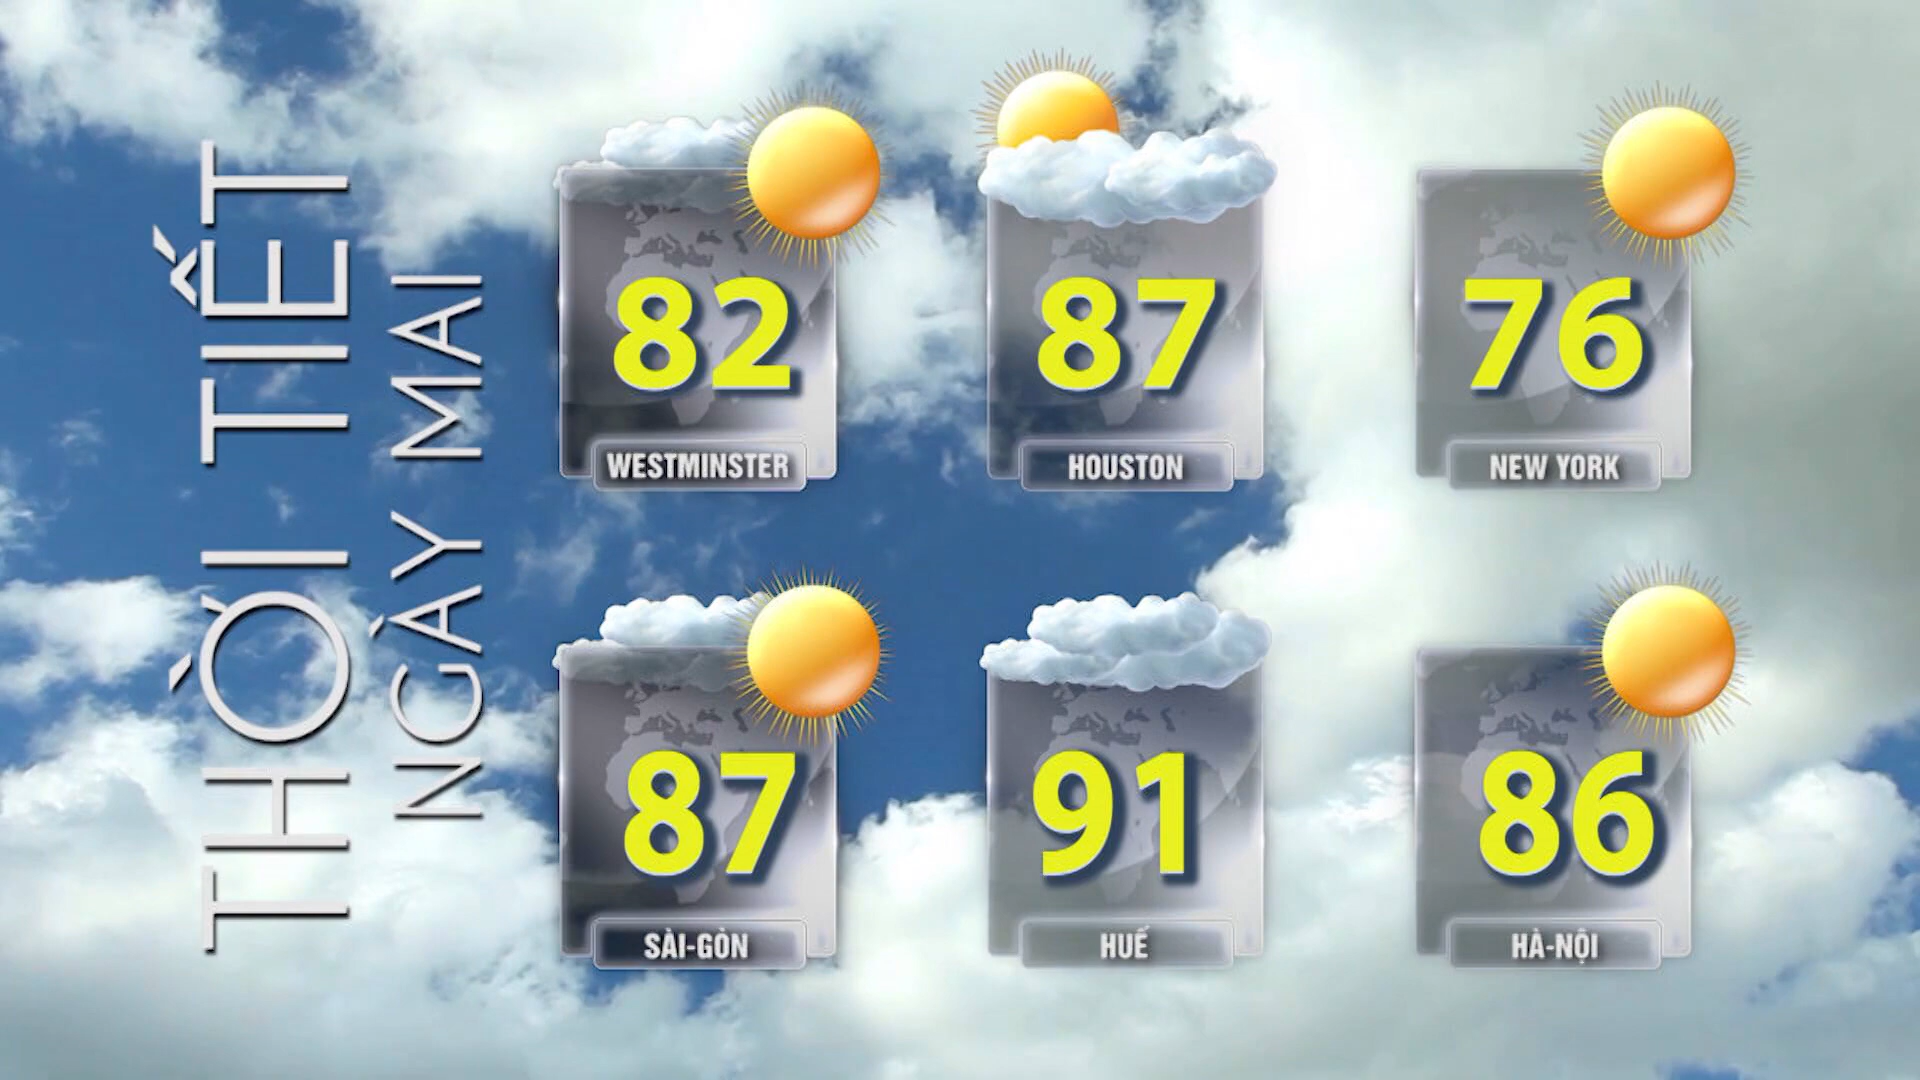 THỜI TIẾT
NGÀY MAI
82
WESTMINSTER
87
HOUSTON
76
NEW YORK
87
SÀI-GÒN
91
HUẾ
86
HÀ-NỘI